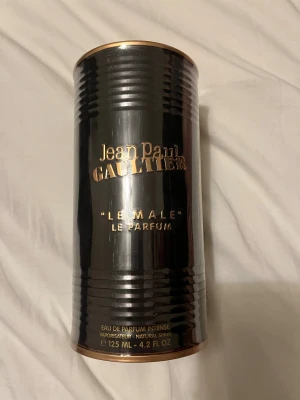 Jean Paul
GAULTIER
"LE MALE"
LE PARFUM
EAU DE PARFUM INTENSE
VAPORISATEUR - NATURAL SPRAY
℮ 125 ML - 4.2 FL OZ